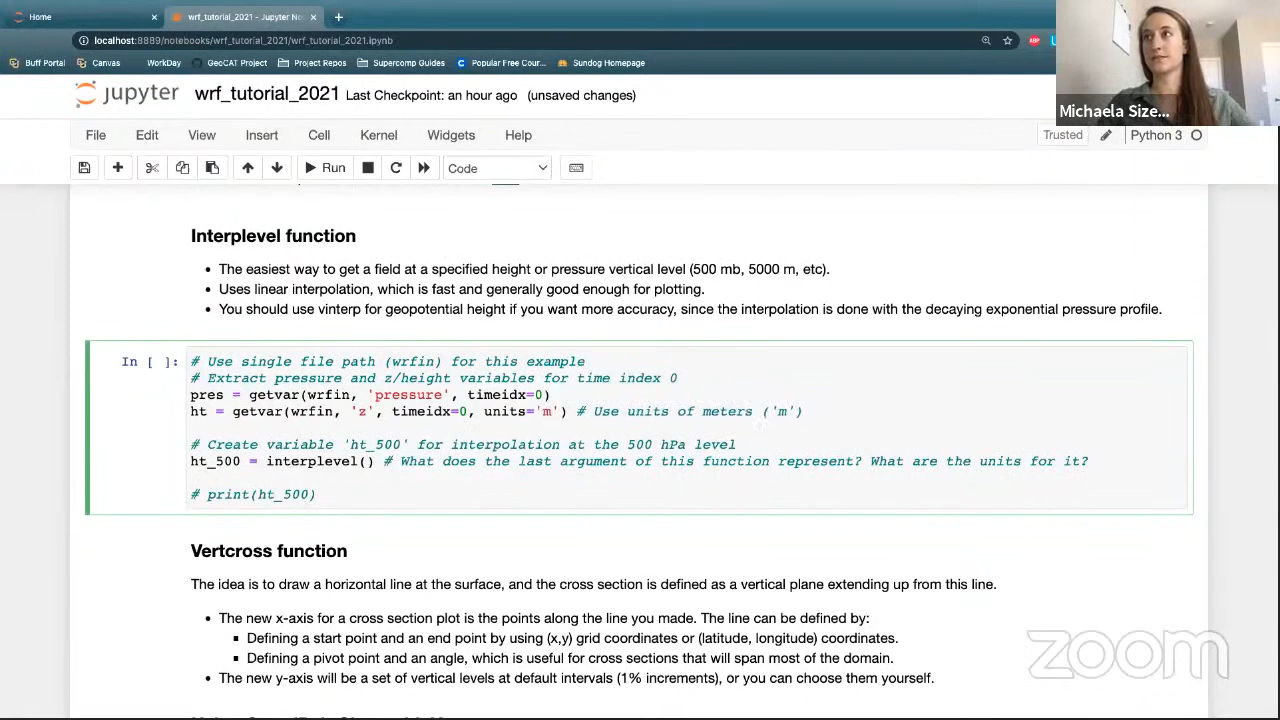 Home
wrf_tutorial_2021 - Jupyter No
localhost:8889/notebooks/wrf_tutorial_2021/wrf_tutorial_2021.ipynb
ABP
Buff Portal
Canvas
WorkDay
GeoCAT Project
Project Repos
Supercomp Guides
Popular Free Cour...
Sundog Homepage
Michaela Size...
jupyter wrf_tutorial_2021 Last Checkpoint: an hour ago (unsaved changes)
File Edit View Insert Cell Kernel Widgets Help Trusted Python 3
Run Code
Interplevel function
• The easiest way to get a field at a specified height or pressure vertical level (500 mb, 5000 m, etc).
• Uses linear interpolation, which is fast and generally good enough for plotting.
• You should use vinterp for geopotential height if you want more accuracy, since the interpolation is done with the decaying exponential pressure profile.
In [ ]: # Use single file path (wrfin) for this example
# Extract pressure and z/height variables for time index 0
pres = getvar(wrfin, 'pressure', timeidx=0)
ht = getvar(wrfin, 'z', timeidx=0, units='m') # Use units of meters ('m')
# Create variable 'ht_500' for interpolation at the 500 hPa level
ht_500 = interplevel() # What does the last argument of this function represent? What are the units for it?
# print(ht_500)
Vertcross function
The idea is to draw a horizontal line at the surface, and the cross section is defined as a vertical plane extending up from this line.
• The new x-axis for a cross section plot is the points along the line you made. The line can be defined by:
▪ Defining a start point and an end point by using (x,y) grid coordinates or (latitude, longitude) coordinates.
▪ Defining a pivot point and an angle, which is useful for cross sections that will span most of the domain.
• The new y-axis will be a set of vertical levels at default intervals (1% increments), or you can choose them yourself.
zoom